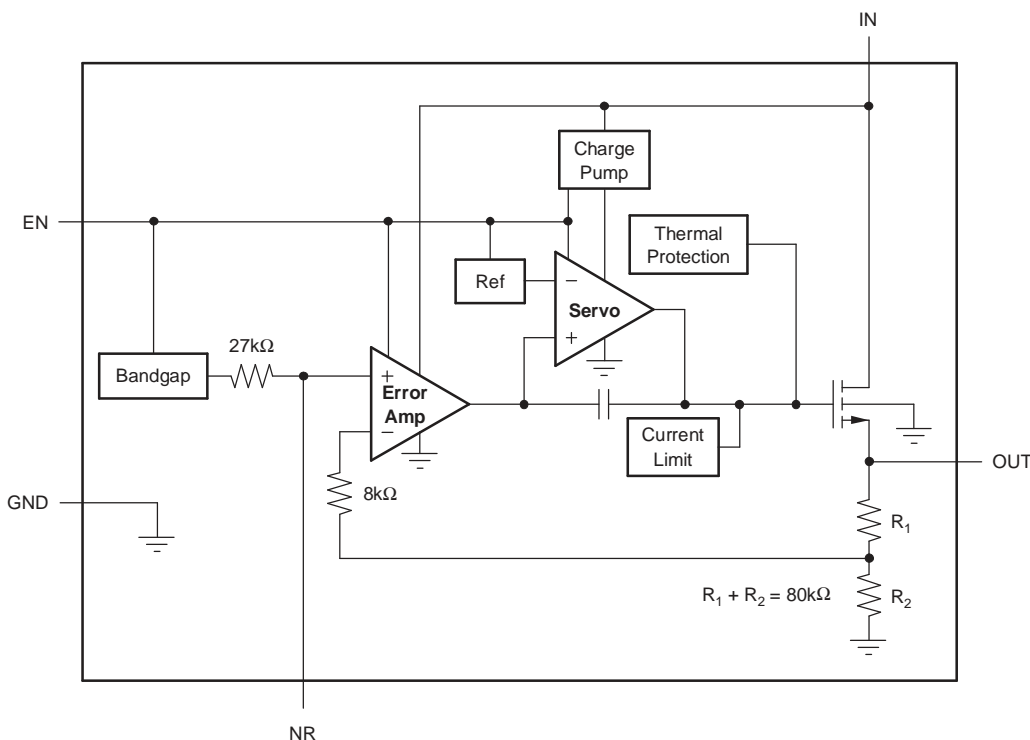 IN
Charge
Pump
EN
Thermal
Protection
Ref
−
Servo
+
27kΩ
Bandgap
+
Error
Amp
−
Current
Limit
OUT
8kΩ
GND
R1
R1 + R2 = 80kΩ
R2
NR